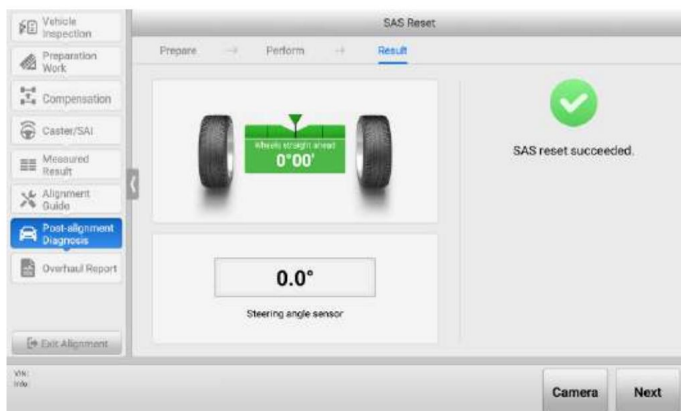 SAS Reset
Vehicle
Inspection
Preparation
Work
Compensation
Caster/SAI
Measured
Result
Alignment
Guide
Post-alignment
Diagnosis
Overhaul Report
Exit Alignment
Prepare → Perform → Result
Wheels straight ahead
0°00'
0.0°
Steering angle sensor
SAS reset succeeded.
VIN:
Info:
Camera
Next